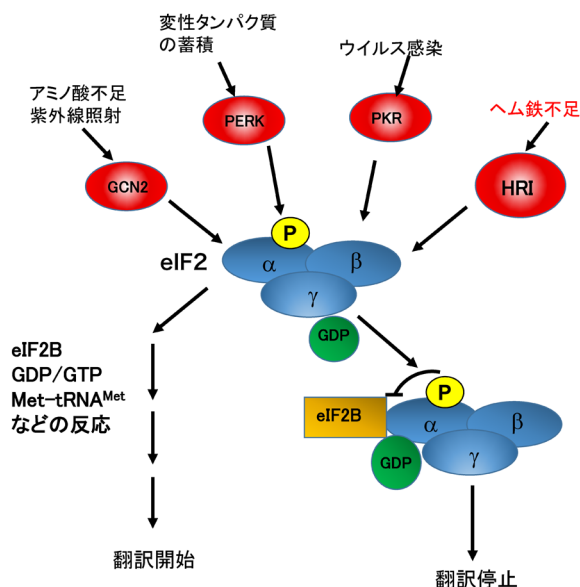 変性タンパク質
の蓄積
ウイルス感染
アミノ酸不足
紫外線照射
ヘム鉄不足
PERK
PKR
GCN2
HRI
P
eIF2
α
β
γ
GDP
eIF2B
GDP/GTP
Met-tRNAMet
などの反応
P
eIF2B
α
β
GDP
γ
翻訳開始
翻訳停止